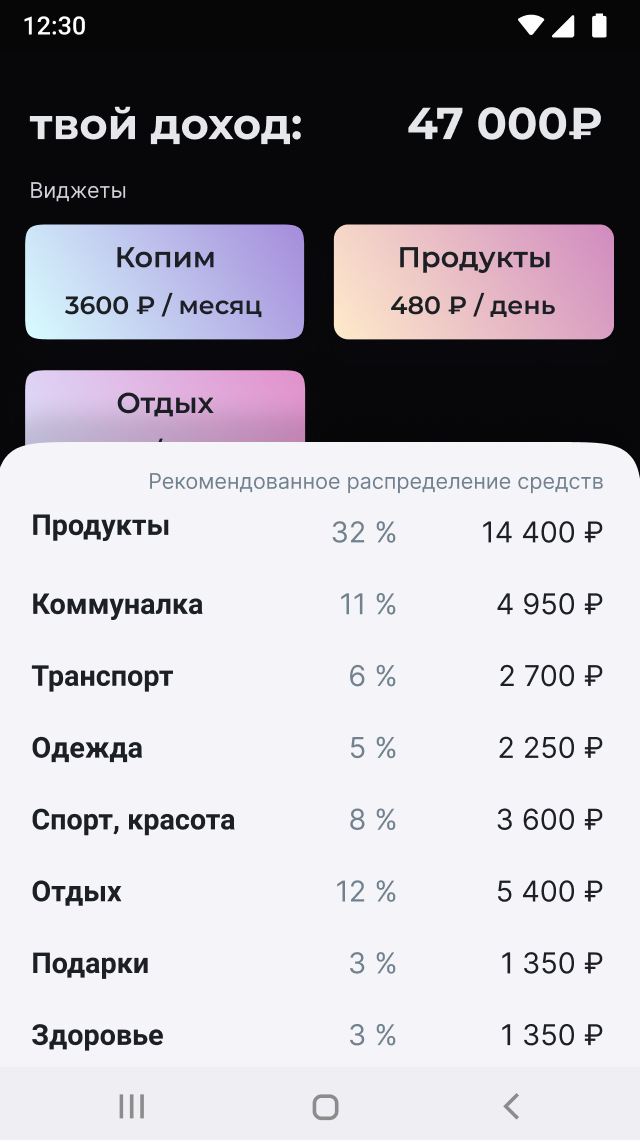 12:30
твой доход: 47 000₽
Виджеты
Копим Продукты
3600 ₽ / месяц 480 ₽ / день
Отдых
Рекомендованное распределение средств
Продукты 32 % 14 400 ₽
Коммуналка 11 % 4 950 ₽
Транспорт 6 % 2 700 ₽
Одежда 5 % 2 250 ₽
Спорт, красота 8 % 3 600 ₽
Отдых 12 % 5 400 ₽
Подарки 3 % 1 350 ₽
Здоровье 3 % 1 350 ₽